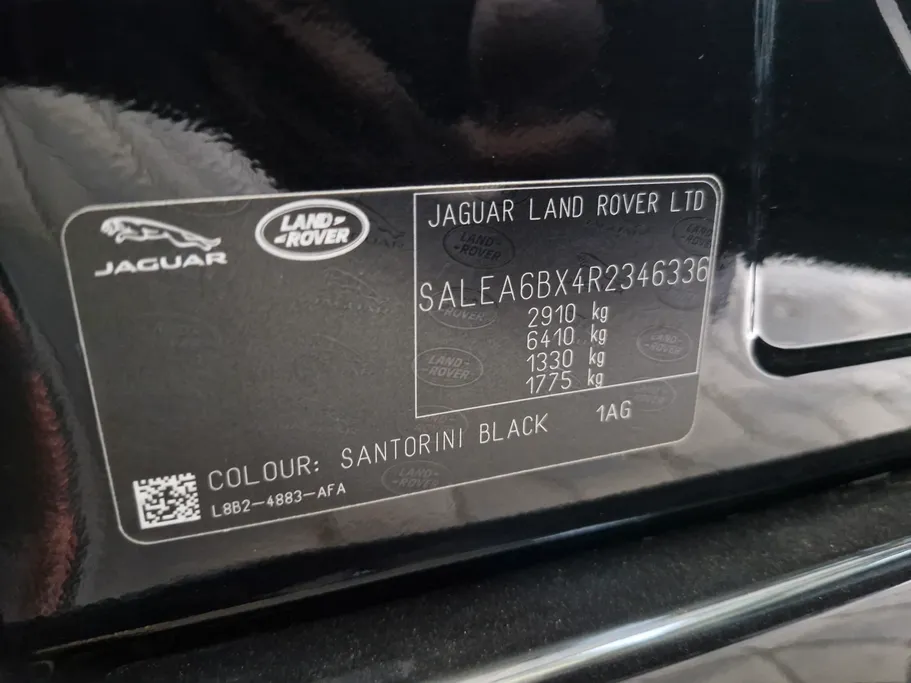 JAGUAR
LAND-
-ROVER
JAGUAR LAND ROVER LTD
SALEA6BX4R2346336
2910 kg
6410 kg
1330 kg
1775 kg
COLOUR: SANTORINI BLACK 1AG
L8B2-4883-AFA